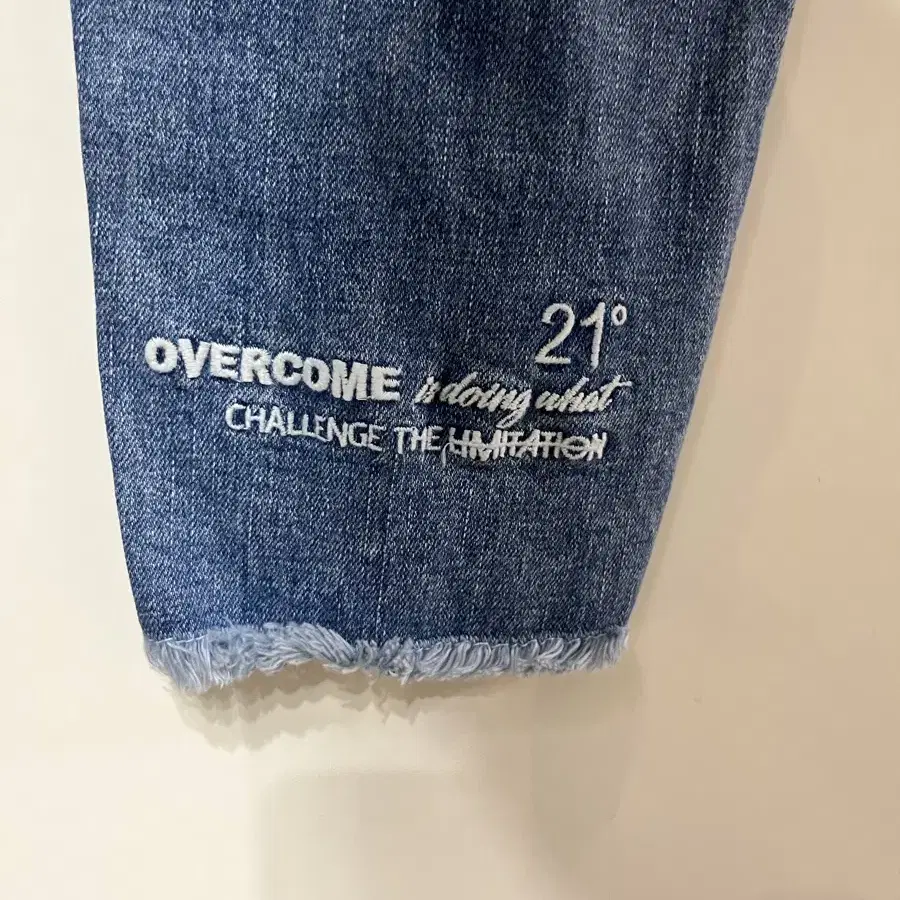 21°
OVERCOME is doing what
CHALLENGE THE LIMITATION